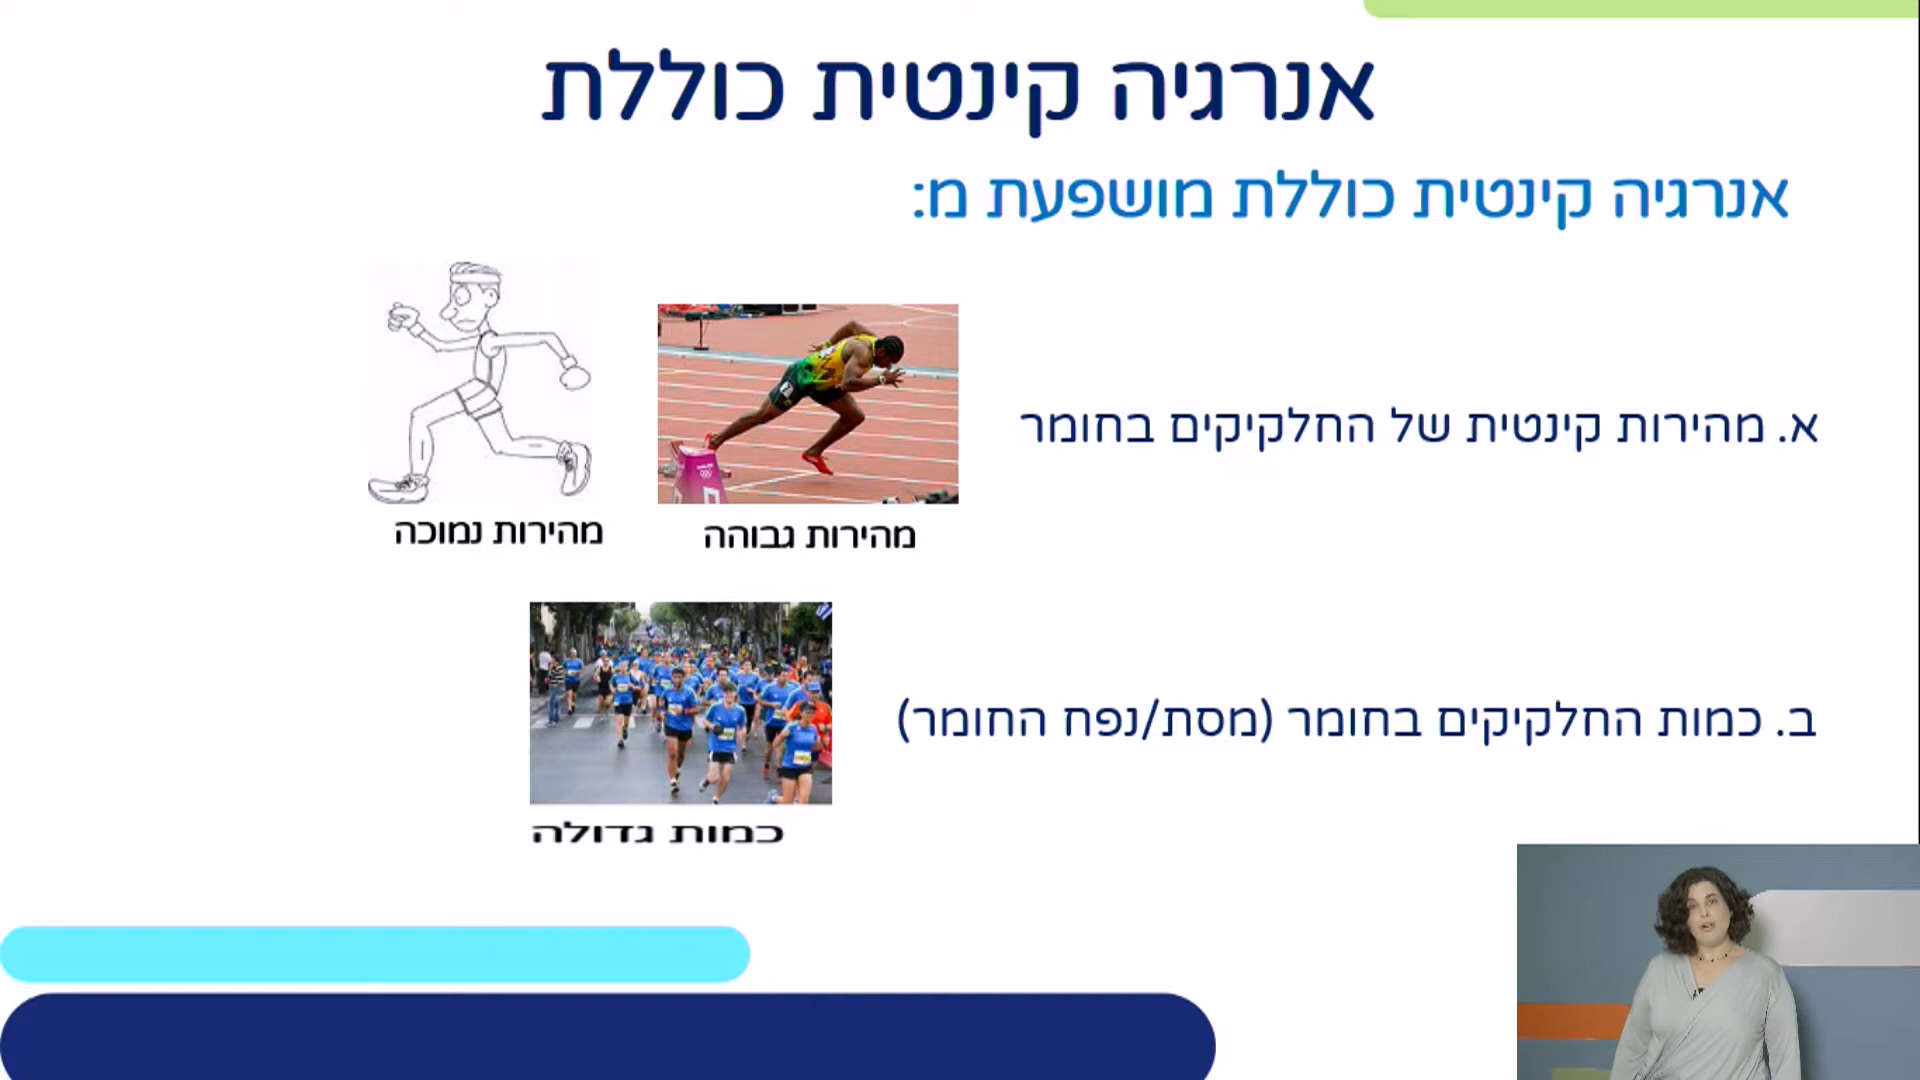 אנרגיה קינטית כוללת
אנרגיה קינטית כוללת מושפעת מ:
א. מהירות קינטית של החלקיקים בחומר
מהירות גבוהה
מהירות נמוכה
ב. כמות החלקיקים בחומר (מסת/נפח החומר)
כמות גדולה